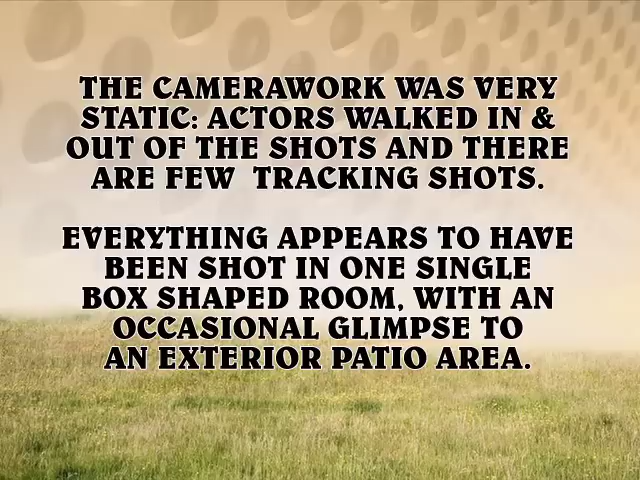 THE CAMERAWORK WAS VERY
STATIC: ACTORS WALKED IN &
OUT OF THE SHOTS AND THERE
ARE FEW TRACKING SHOTS.
EVERYTHING APPEARS TO HAVE
BEEN SHOT IN ONE SINGLE
BOX SHAPED ROOM, WITH AN
OCCASIONAL GLIMPSE TO
AN EXTERIOR PATIO AREA.